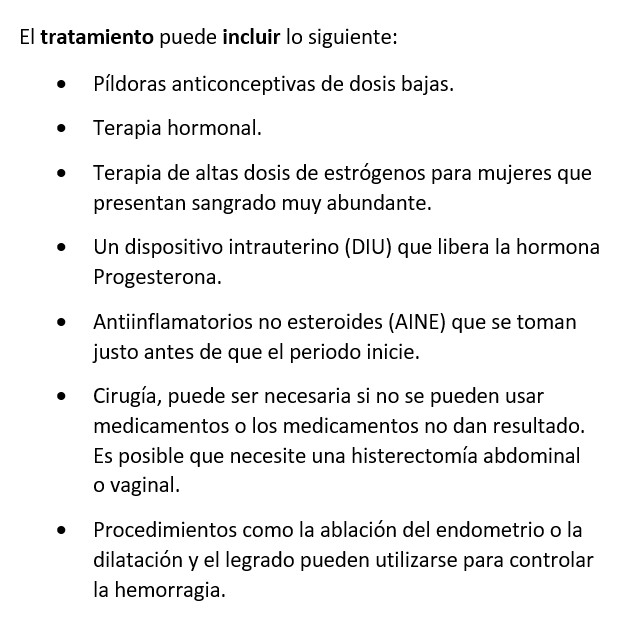 El tratamiento puede incluir lo siguiente:
• Píldoras anticonceptivas de dosis bajas.
• Terapia hormonal.
• Terapia de altas dosis de estrógenos para mujeres que
presentan sangrado muy abundante.
• Un dispositivo intrauterino (DIU) que libera la hormona
Progesterona.
• Antiinflamatorios no esteroides (AINE) que se toman
justo antes de que el periodo inicie.
• Cirugía, puede ser necesaria si no se pueden usar
medicamentos o los medicamentos no dan resultado.
Es posible que necesite una histerectomía abdominal
o vaginal.
• Procedimientos como la ablación del endometrio o la
dilatación y el legrado pueden utilizarse para controlar
la hemorragia.